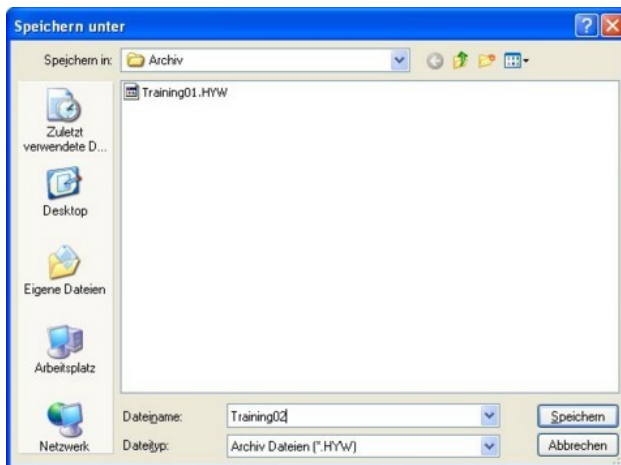 Speichern unter
Speichern in:
Archiv
Training01.HYW
Zuletzt
verwendete D...
Desktop
Eigene Dateien
Arbeitsplatz
Netzwerk
Dateiname:
Training02
Speichern
Dateityp:
Archiv Dateien (*.HYW)
Abbrechen